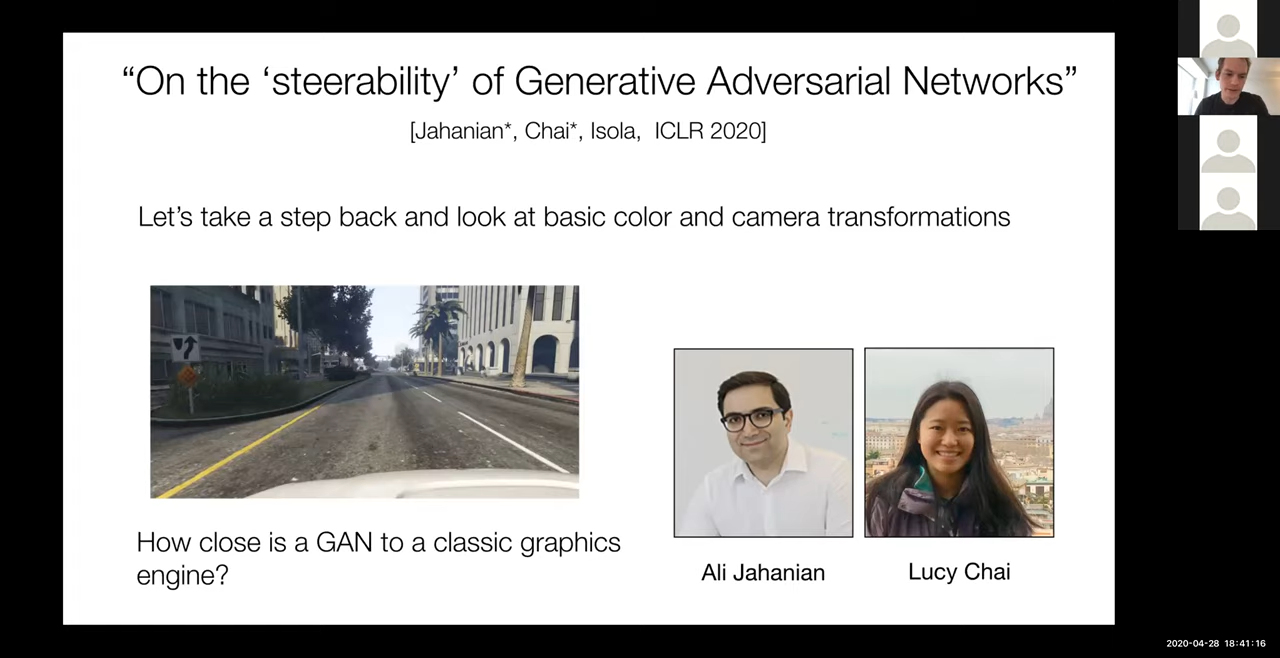 “On the ‘steerability’ of Generative Adversarial Networks”
[Jahanian*, Chai*, Isola,  ICLR 2020]
Let’s take a step back and look at basic color and camera transformations
How close is a GAN to a classic graphics
engine?
Ali Jahanian
Lucy Chai
2020-04-28 18:41:16